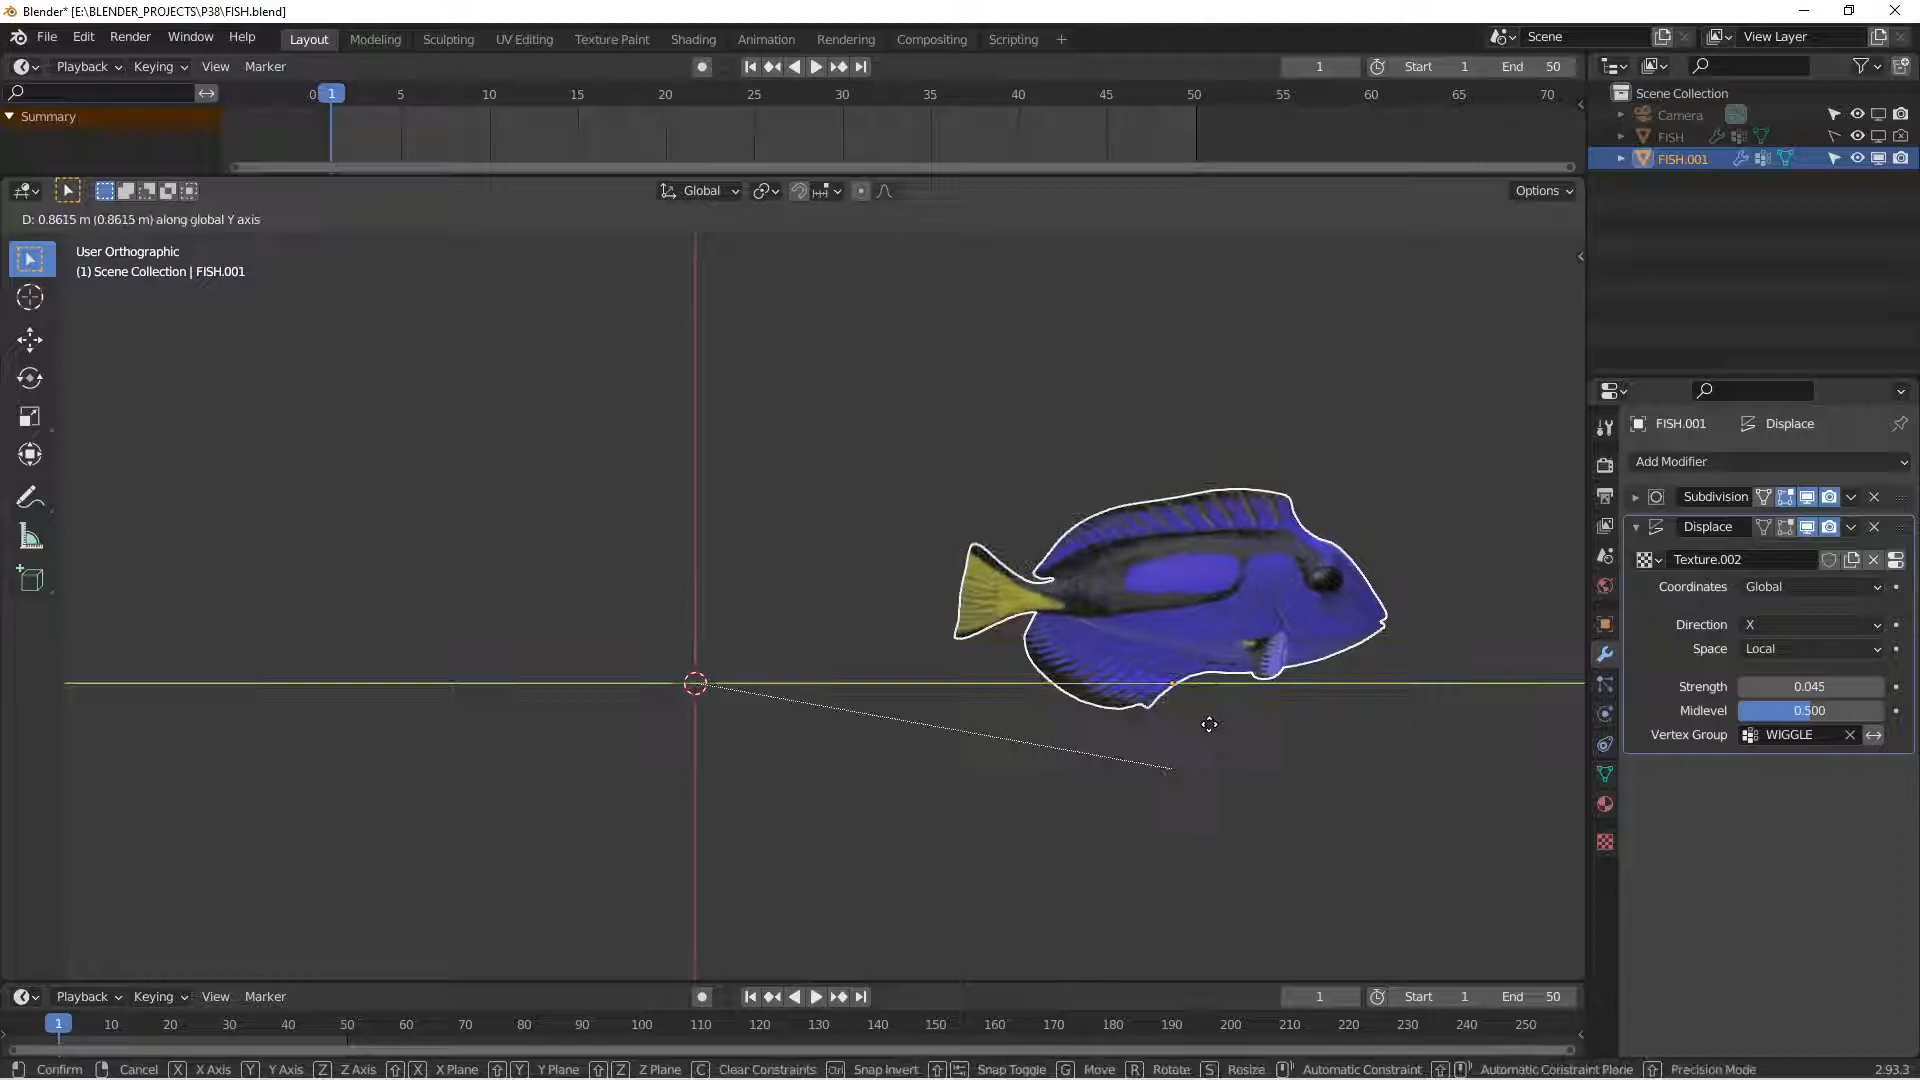 Blender* [E:\BLENDER_PROJECTS\P38\FISH.blend]
File Edit Render Window Help Layout Modeling Sculpting UV Editing Texture Paint Shading Animation Rendering Compositing Scripting + Scene View Layer
Playback Keying View Marker 1 Start 1 End 50
0 1 5 10 15 20 25 30 35 40 45 50 55 60 65 70
Summary
Scene Collection
Camera
FISH
FISH.001
Global Options
D: 0.8615 m (0.8615 m) along global Y axis
User Orthographic
(1) Scene Collection | FISH.001
FISH.001 Displace
Add Modifier
Subdivision
Displace
Texture.002
Coordinates Global
Direction X
Space Local
Strength 0.045
Midlevel 0.500
Vertex Group WIGGLE
Playback Keying View Marker 1 Start 1 End 50
1 10 20 30 40 50 60 70 80 90 100 110 120 130 140 150 160 170 180 190 200 210 220 230 240 250
Confirm Cancel X X Axis Y Y Axis Z Z Axis X X Plane Y Y Plane Z Z Plane C Clear Constraints Snap Invert Snap Toggle G Move R Rotate S Resize Automatic Constraint Automatic Constraint Plane Precision Mode 2.93.3